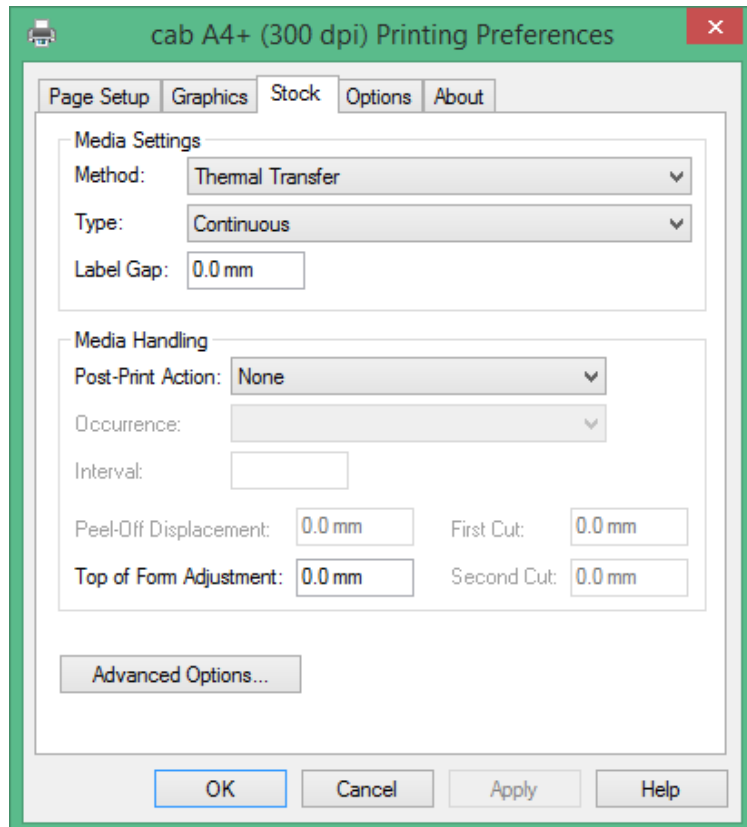 cab A4+ (300 dpi) Printing Preferences
Page Setup Graphics Stock Options About
Media Settings
Method: Thermal Transfer
Type: Continuous
Label Gap: 0.0 mm
Media Handling
Post-Print Action: None
Occurrence:
Interval:
Peel-Off Displacement: 0.0 mm First Cut: 0.0 mm
Top of Form Adjustment: 0.0 mm Second Cut: 0.0 mm
Advanced Options...
OK Cancel Apply Help